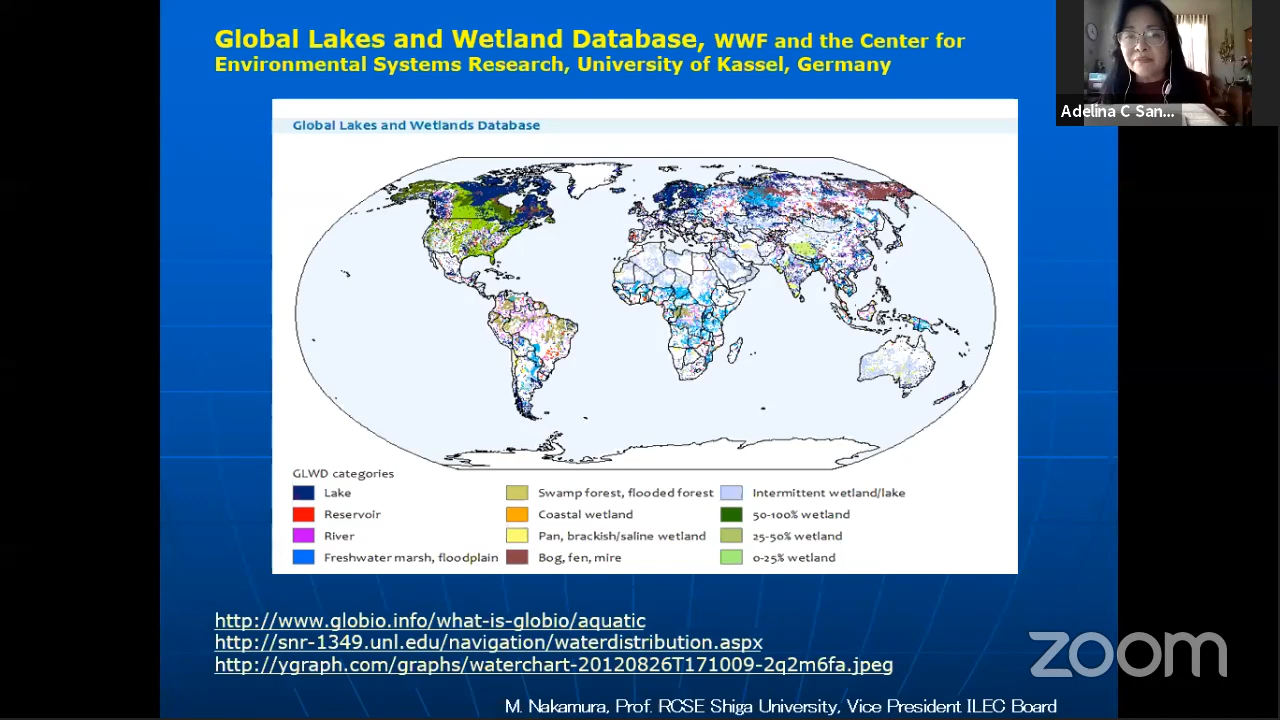 Global Lakes and Wetland Database, WWF and the Center for
Environmental Systems Research, University of Kassel, Germany
Adelina C San...
Global Lakes and Wetlands Database
GLWD categories
Lake
Reservoir
River
Freshwater marsh, floodplain
Swamp forest, flooded forest
Coastal wetland
Pan, brackish/saline wetland
Bog, fen, mire
Intermittent wetland/lake
50-100% wetland
25-50% wetland
0-25% wetland
http://www.globio.info/what-is-globio/aquatic
http://snr-1349.unl.edu/navigation/waterdistribution.aspx
http://ygraph.com/graphs/waterchart-20120826T171009-2q2m6fa.jpeg
zoom
M. Nakamura, Prof. RCSE Shiga University, Vice President ILEC Board